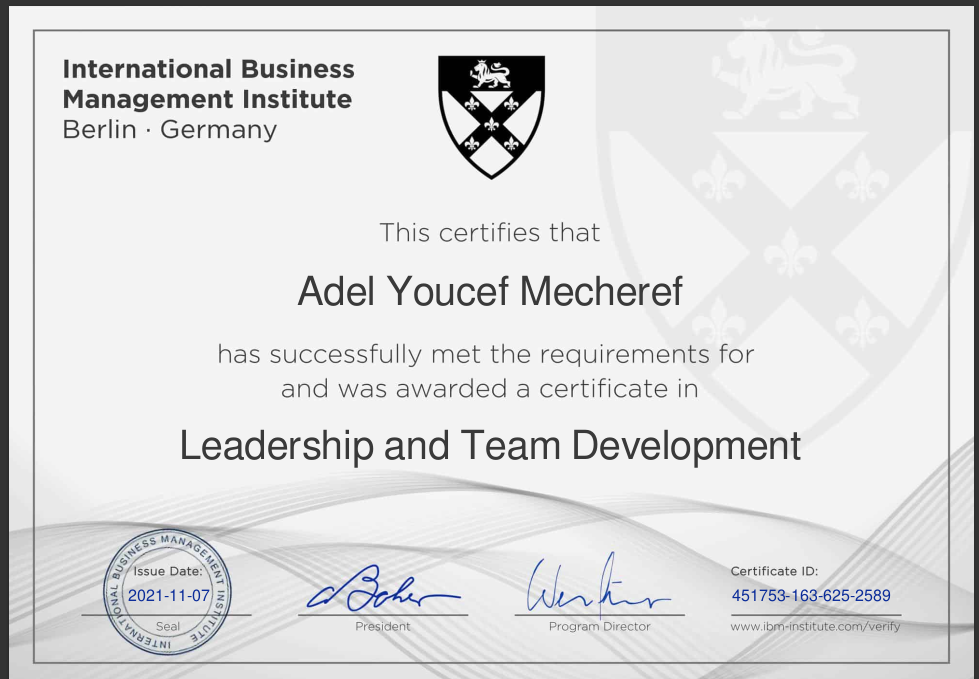 International Business
Management Institute
Berlin · Germany
This certifies that
Adel Youcef Mecheref
has successfully met the requirements for
and was awarded a certificate in
Leadership and Team Development
INTERNATIONAL BUSINESS MANAGEMENT INSTITUTE
Issue Date:
2021-11-07
Seal
President
Program Director
Certificate ID:
451753-163-625-2589
www.ibm-institute.com/verify